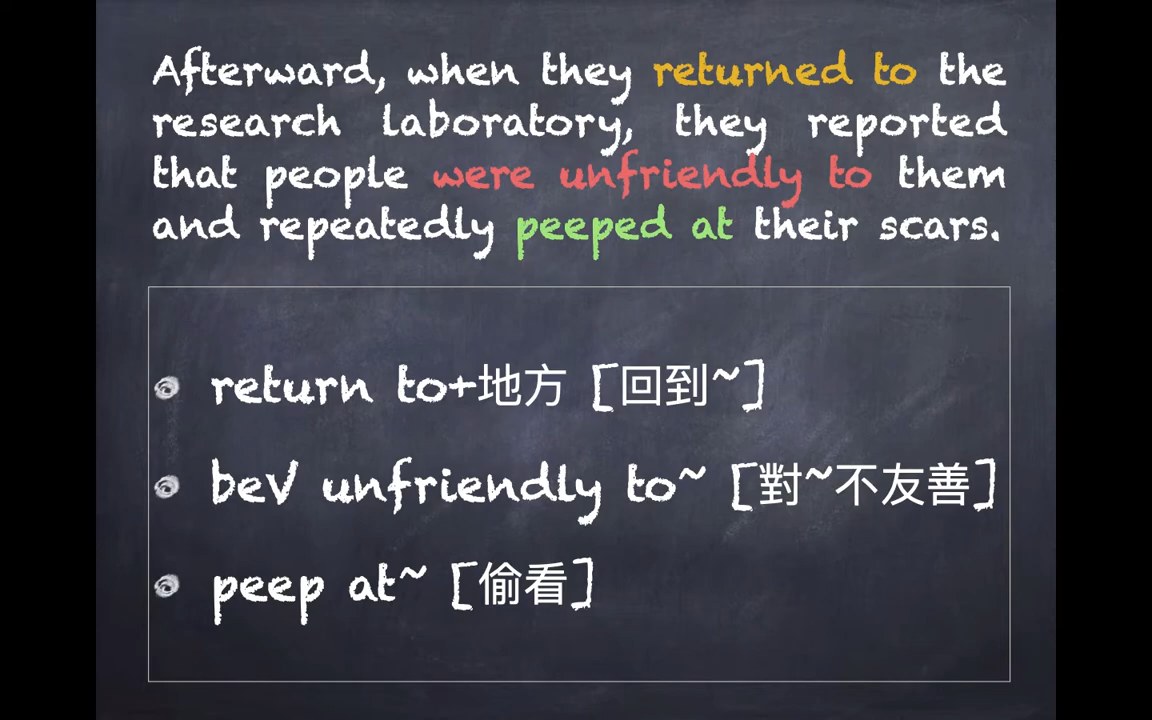 Afterward, when they returned to the
research laboratory, they reported
that people were unfriendly to them
and repeatedly peeped at their scars.
return to+地方 [回到~]
beV unfriendly to~ [對~不友善]
peep at~ [偷看]